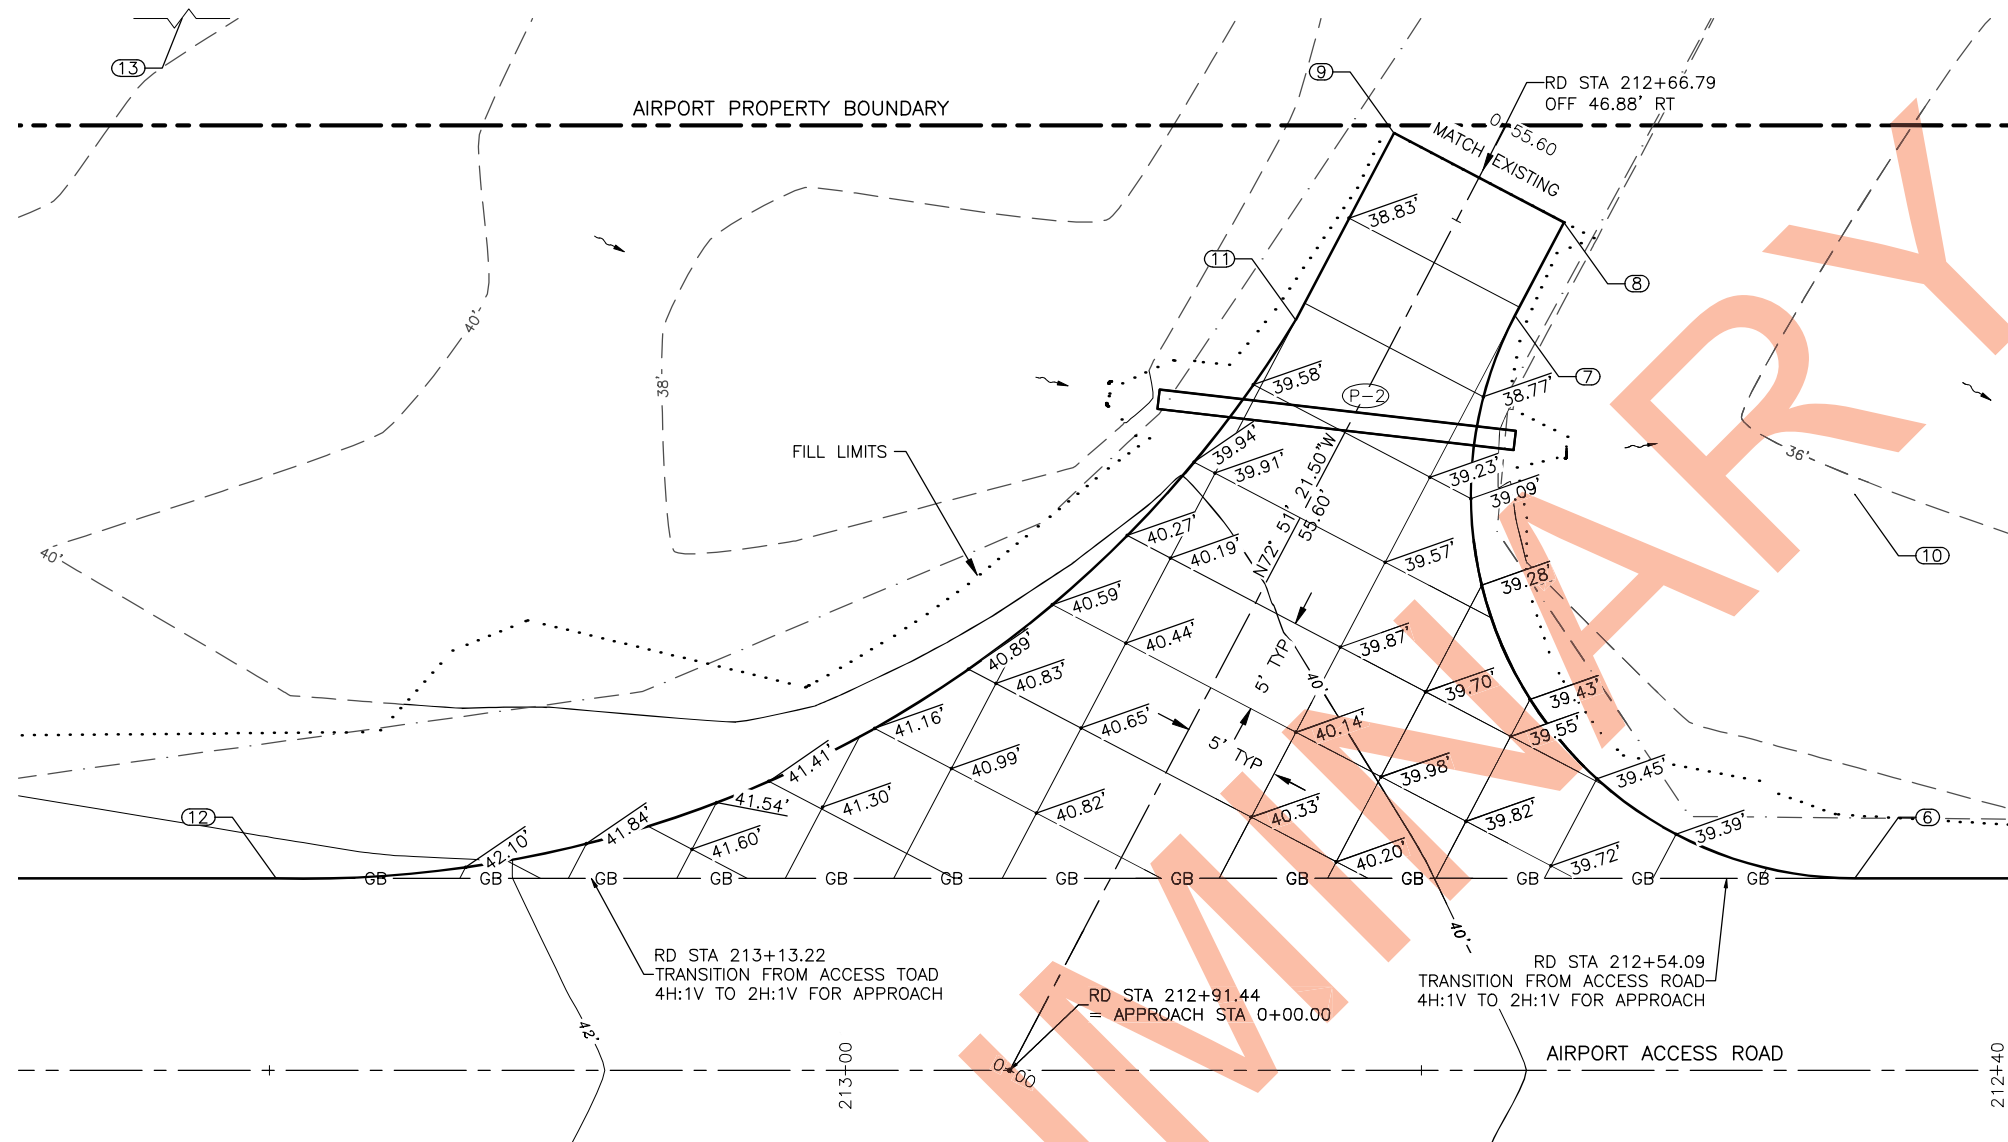 13
AIRPORT PROPERTY BOUNDARY
9
RD STA 212+66.79
OFF 46.88' RT
0+55.60
MATCH EXISTING
38.83'
11
8
40'
38'
39.58'
P-2
7
38.77'
FILL LIMITS
39.94'
39.91'
N72° 51' 21.50"W
55.60'
39.23'
39.09'
36'
40'
40.27'
40.19'
39.57'
39.28'
10
40.59'
40.44'
39.87'
40.89'
40.83'
5' TYP
40'
39.70'
39.43'
41.16'
40.65'
5' TYP
40.14'
39.55'
41.41'
40.99'
39.98'
39.45'
12
41.54'
41.30'
40.82'
40.33'
39.82'
39.39'
6
42.10'
41.84'
41.60'
40.20'
39.72'
GB GB GB GB GB GB GB GB GB GB GB GB GB
40'
RD STA 213+13.22
TRANSITION FROM ACCESS TOAD
4H:1V TO 2H:1V FOR APPROACH
RD STA 212+54.09
TRANSITION FROM ACCESS ROAD
4H:1V TO 2H:1V FOR APPROACH
RD STA 212+91.44
= APPROACH STA 0+00.00
42'
AIRPORT ACCESS ROAD
0+00
213+00
212+40
IMINARY